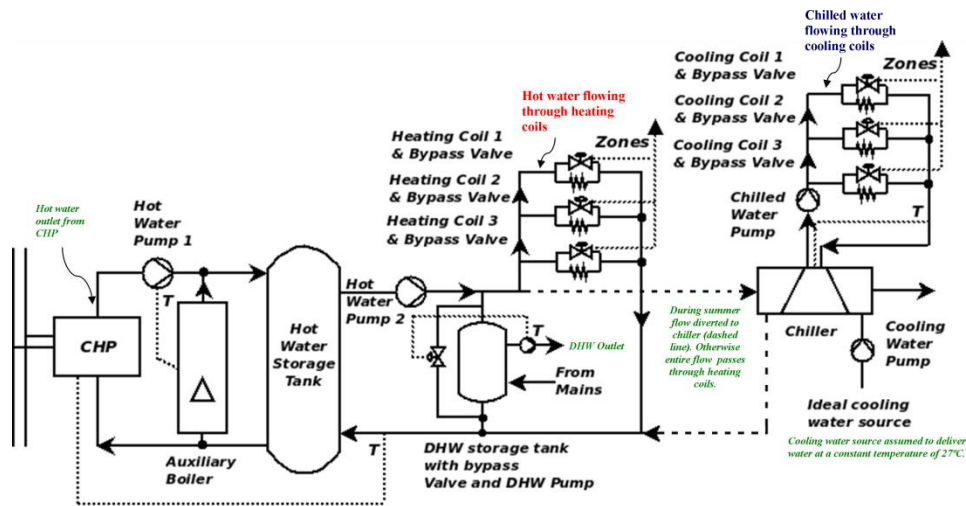 Chilled water
flowing through
cooling coils
Cooling Coil 1
& Bypass Valve
Zones
Cooling Coil 2
& Bypass Valve
Cooling Coil 3
& Bypass Valve
Hot water flowing
through heating
coils
Heating Coil 1
& Bypass Valve
Zones
Heating Coil 2
& Bypass Valve
Heating Coil 3
& Bypass Valve
Chilled
Water
Pump
T
Hot water
outlet from
CHP
Hot
Water
Pump 1
T
CHP
Auxiliary
Boiler
Hot
Water
Storage
Tank
Hot
Water
Pump 2
T
DHW Outlet
From
Mains
T
DHW storage tank
with bypass
Valve and DHW Pump
During summer
flow diverted to
chiller (dashed
line). Otherwise
entire flow passes
through heating
coils.
Chiller
Cooling
Water
Pump
Ideal cooling
water source
Cooling water source assumed to deliver
water at a constant temperature of 27ºC.